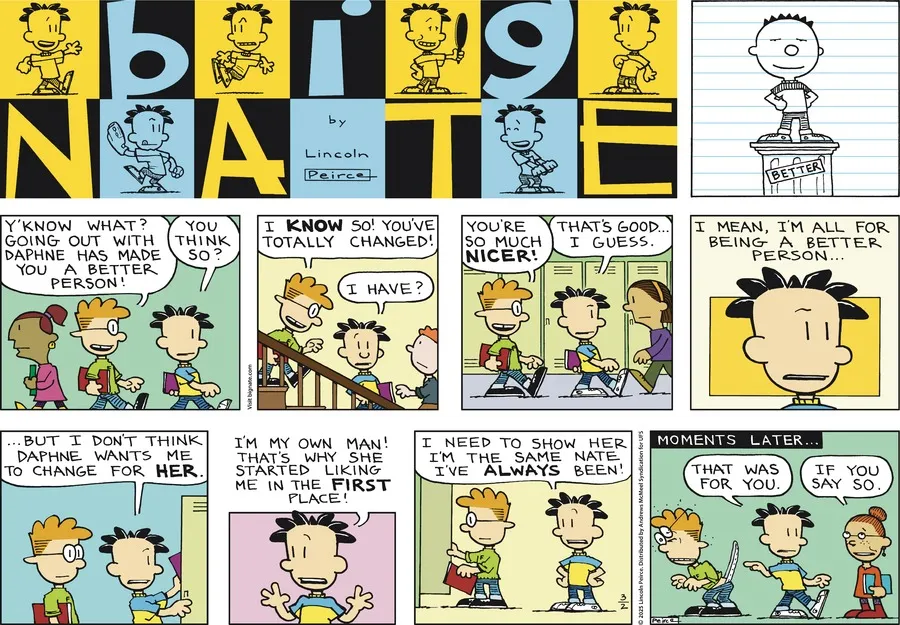 big
NATE
by
Lincoln
Peirce
BETTER
Y'KNOW WHAT?
GOING OUT WITH
DAPHNE HAS MADE
YOU A BETTER
PERSON!
YOU
THINK
SO?
I KNOW SO! YOU'VE
TOTALLY CHANGED!
I HAVE?
Visit bignate.com
YOU'RE
SO MUCH
NICER!
THAT'S GOOD...
I GUESS.
I MEAN, I'M ALL FOR
BEING A BETTER
PERSON...
...BUT I DON'T THINK
DAPHNE WANTS ME
TO CHANGE FOR HER.
I'M MY OWN MAN!
THAT'S WHY SHE
STARTED LIKING
ME IN THE FIRST
PLACE!
I NEED TO SHOW HER
I'M THE SAME NATE
I'VE ALWAYS BEEN!
3/2
© 2025 Lincoln Peirce. Distributed by Andrews McMeel Syndication for UFS
MOMENTS LATER...
THAT WAS
FOR YOU.
IF YOU
SAY SO.
Peirce